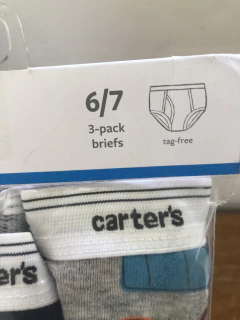 6/7
3-pack
briefs
tag-free
carter's
er's